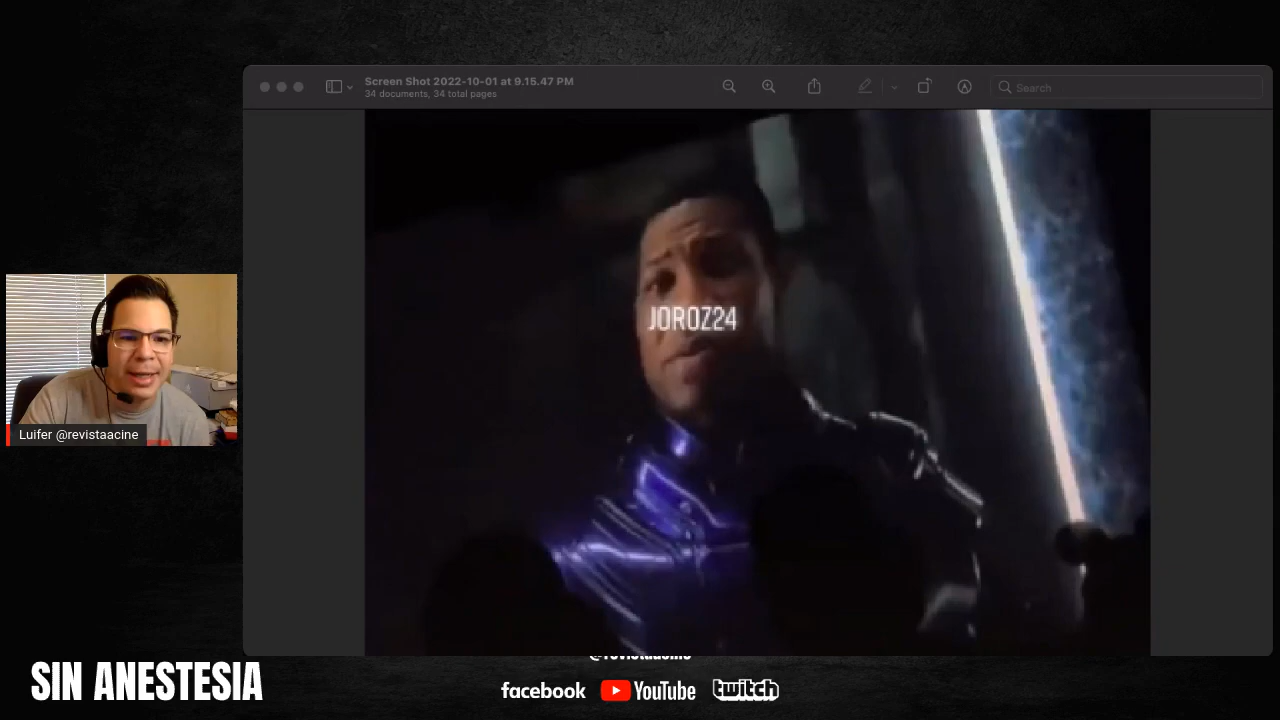 Screen Shot 2022-10-01 at 9.15.47 PM
34 documents, 34 total pages
Search
JOROZ24
Luifer @revistaacine
SIN ANESTESIA
@revistaacine
facebook
YouTube
twitch